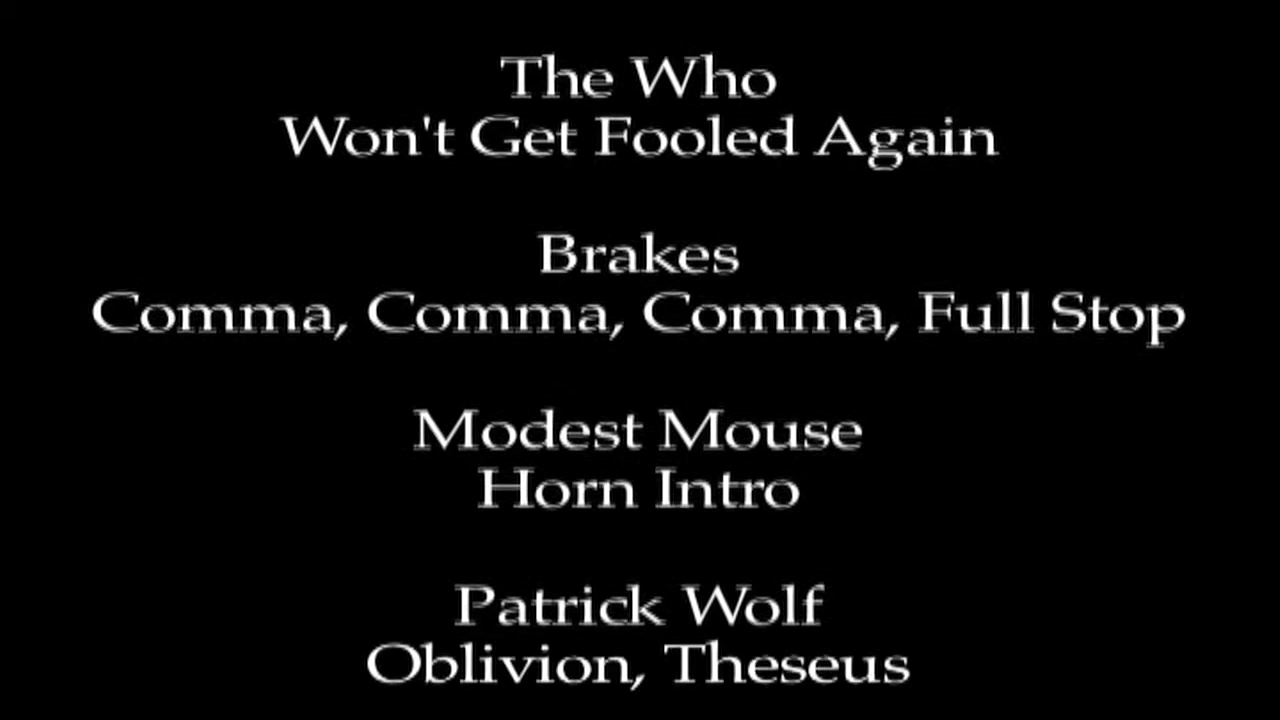 The Who
Won't Get Fooled Again
Brakes
Comma, Comma, Comma, Full Stop
Modest Mouse
Horn Intro
Patrick Wolf
Oblivion, Theseus